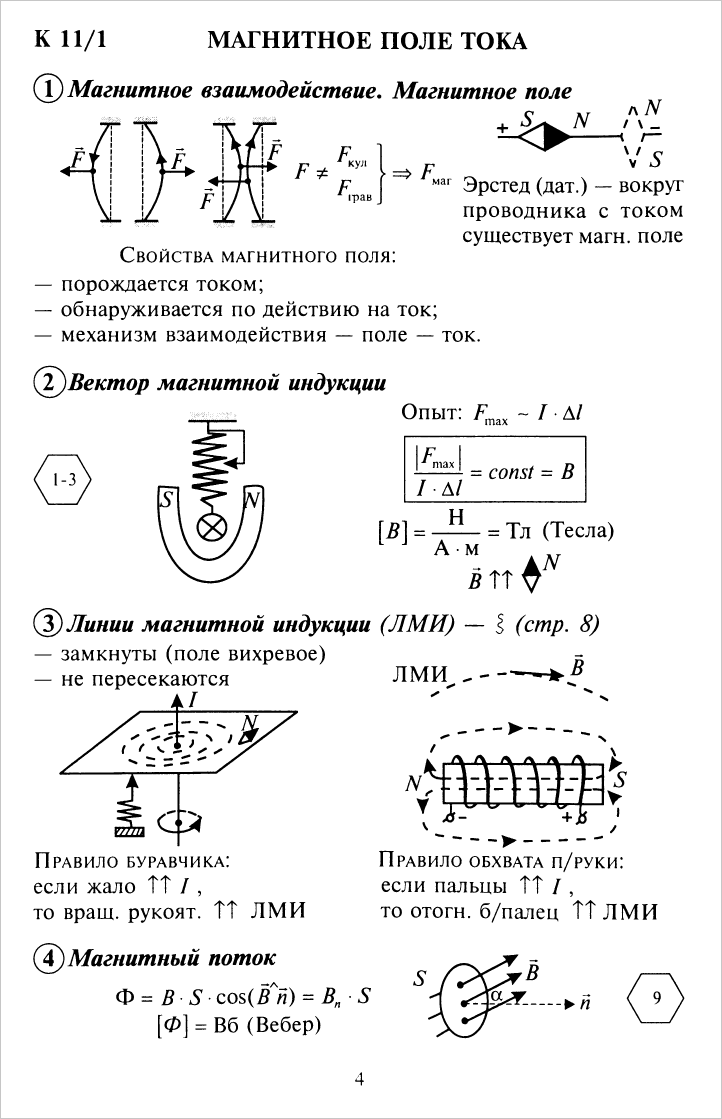 К 11/1 МАГНИТНОЕ ПОЛЕ ТОКА
1 Магнитное взаимодействие. Магнитное поле
F⃗ F⃗ F⃗ F⃗
F ≠ Fкул Fграв } ⇒ Fмаг
+ S N N − S
Эрстед (дат.) — вокруг
проводника с током
существует магн. поле
СВОЙСТВА МАГНИТНОГО ПОЛЯ:
— порождается током;
— обнаруживается по действию на ток;
— механизм взаимодействия — поле — ток.
2 Вектор магнитной индукции
1-3
S N
Опыт: Fmax ~ I · Δl
|Fmax| / I · Δl = const = B
[B] = Н / А · м = Тл (Тесла)
B⃗ ↑↑ N
3 Линии магнитной индукции (ЛМИ) — § (стр. 8)
— замкнуты (поле вихревое)
— не пересекаются
I
N
ЛМИ B⃗
N S
− +
ПРАВИЛО БУРАВЧИКА:
если жало ↑↑ I ,
то вращ. рукоят. ↑↑ ЛМИ
ПРАВИЛО ОБХВАТА П/РУКИ:
если пальцы ↑↑ I ,
то отогн. б/палец ↑↑ ЛМИ
4 Магнитный поток
Φ = B · S · cos(B⃗^n⃗) = Bn · S
[Φ] = Вб (Вебер)
S B⃗
α n⃗
9
4